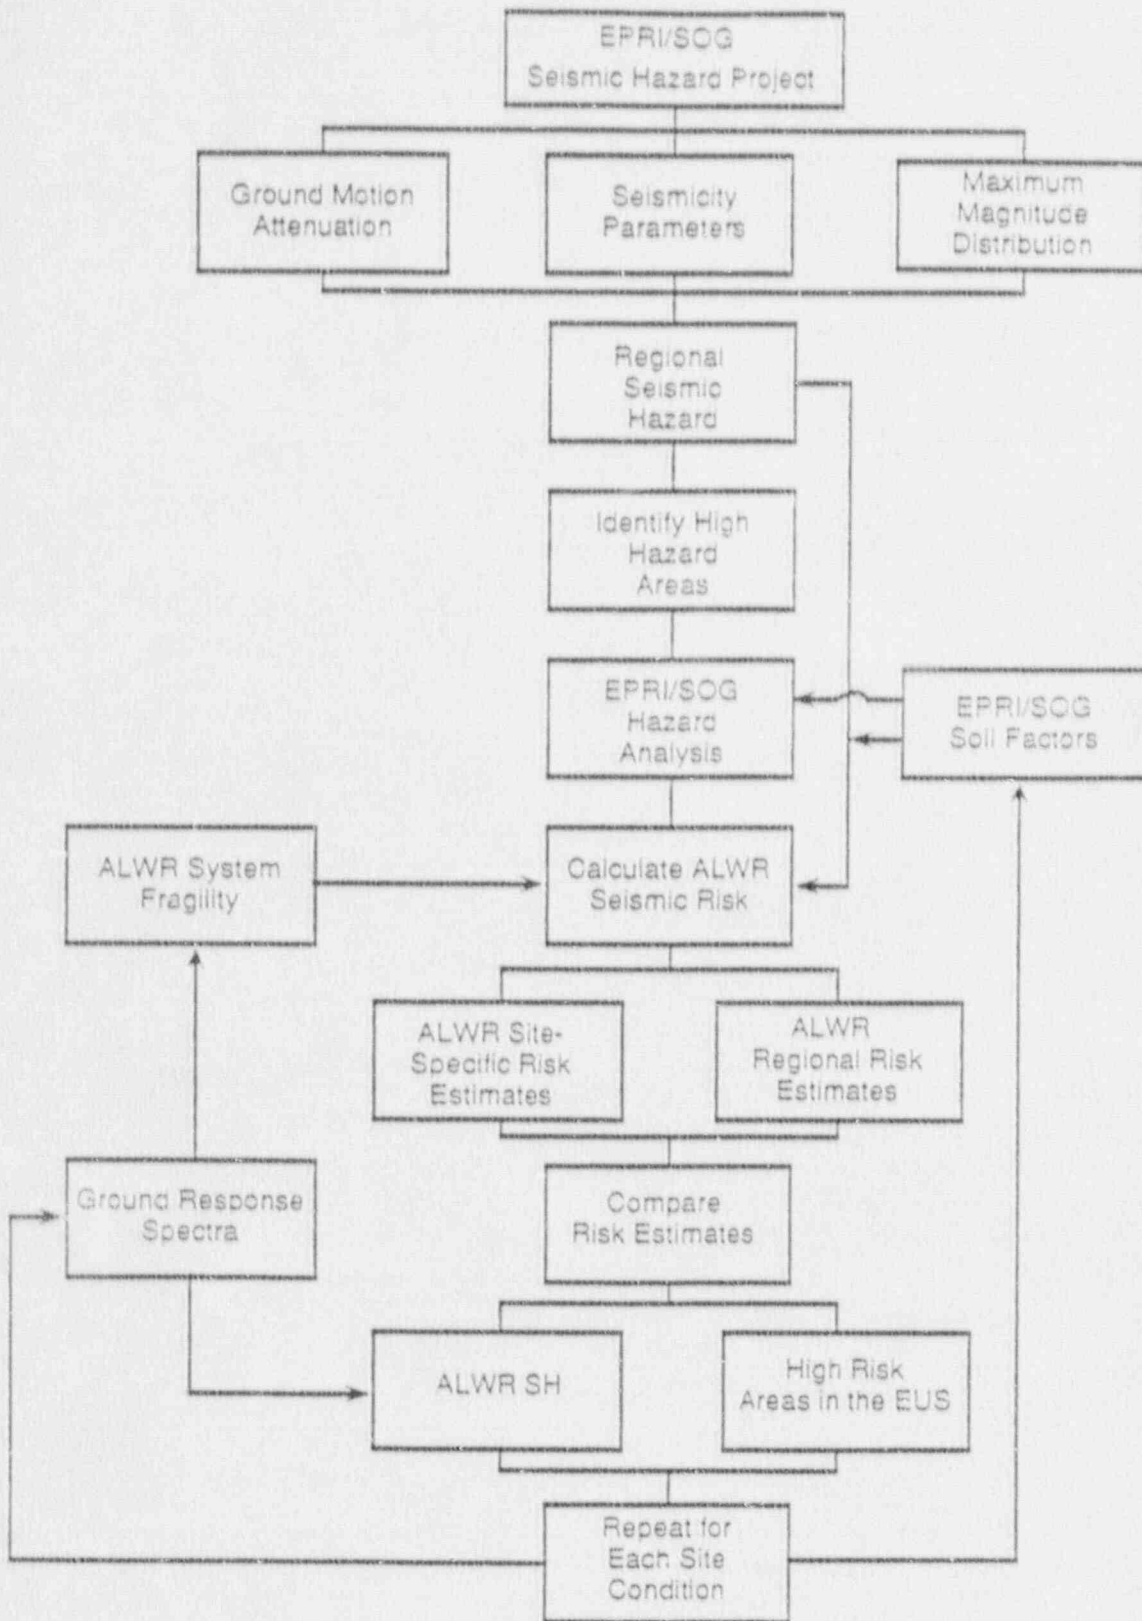 EPRI/SOG
Seismic Hazard Project
Ground Motion
Attenuation
Seismicity
Parameters
Maximum
Magnitude
Distribution
Regional
Seismic
Hazard
Identify High
Hazard
Areas
EPRI/SOG
Hazard
Analysis
EPRI/SOG
Soil Factors
ALWR System
Fragility
Calculate ALWR
Seismic Risk
ALWR Site-
Specific Risk
Estimates
ALWR
Regional Risk
Estimates
Ground Response
Spectra
Compare
Risk Estimates
ALWR SH
High Risk
Areas in the EUS
Repeat for
Each Site
Condition